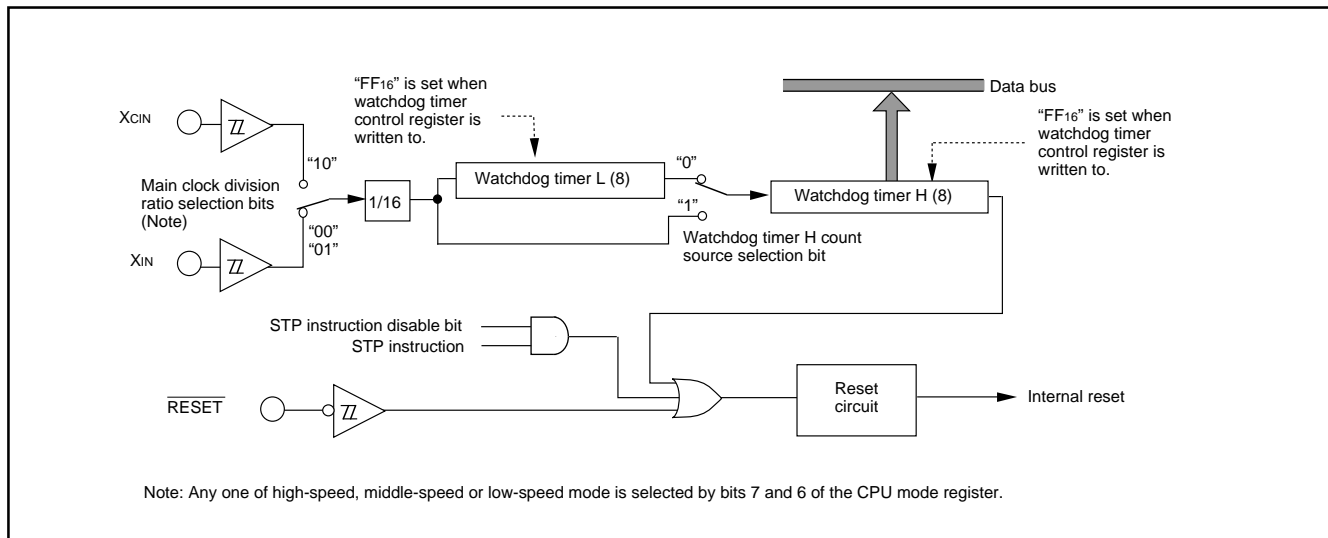 “FF16” is set when
watchdog timer
control register is
written to.
Data bus
“FF16” is set when
watchdog timer
control register is
written to.
XCIN
“10”
Main clock division
ratio selection bits
(Note)
1/16
Watchdog timer L (8)
“0”
“1”
Watchdog timer H (8)
“00”
“01”
Watchdog timer H count
source selection bit
XIN
STP instruction disable bit
STP instruction
RESET
Reset
circuit
Internal reset
Note: Any one of high-speed, middle-speed or low-speed mode is selected by bits 7 and 6 of the CPU mode register.